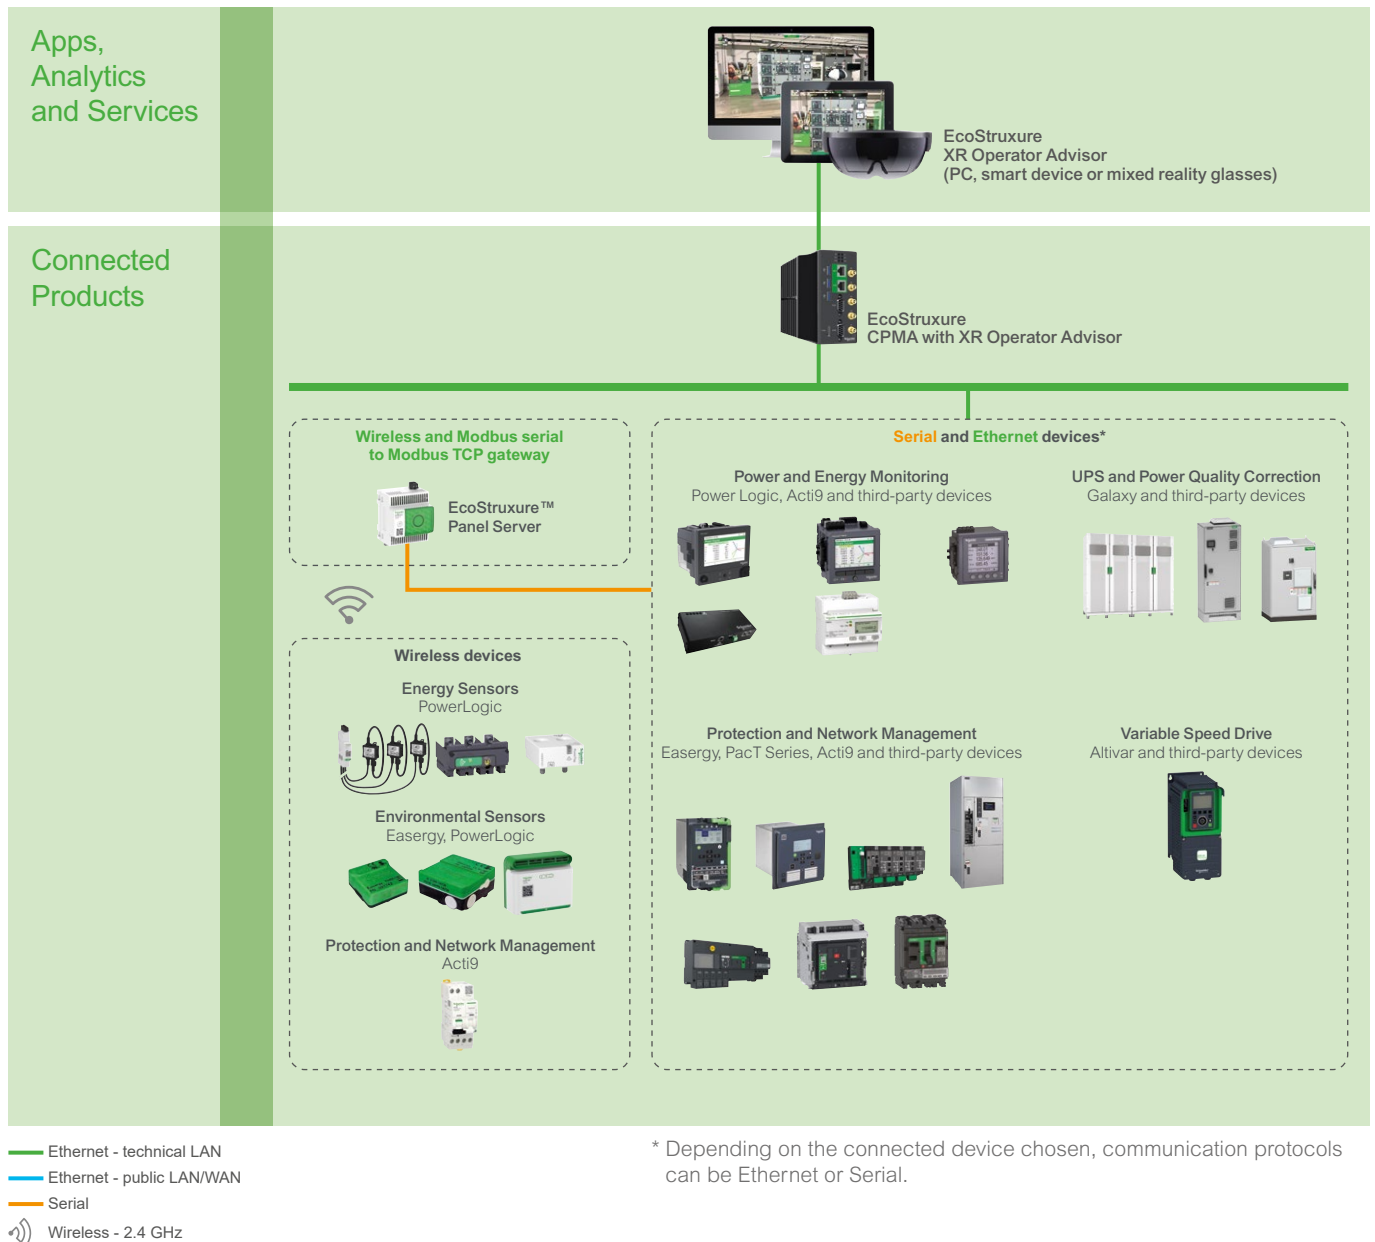 Apps,
Analytics
and Services
EcoStruxure
XR Operator Advisor
(PC, smart device or mixed reality glasses)
Connected
Products
EcoStruxure
CPMA with XR Operator Advisor
Wireless and Modbus serial
to Modbus TCP gateway
EcoStruxure™
Panel Server
Serial and Ethernet devices*
Power and Energy Monitoring
Power Logic, Acti9 and third-party devices
UPS and Power Quality Correction
Galaxy and third-party devices
Wireless devices
Energy Sensors
PowerLogic
Environmental Sensors
Easergy, PowerLogic
Protection and Network Management
Acti9
Protection and Network Management
Easergy, PacT Series, Acti9 and third-party devices
Variable Speed Drive
Altivar and third-party devices
Ethernet - technical LAN
Ethernet - public LAN/WAN
Serial
Wireless - 2.4 GHz
* Depending on the connected device chosen, communication protocols
can be Ethernet or Serial.